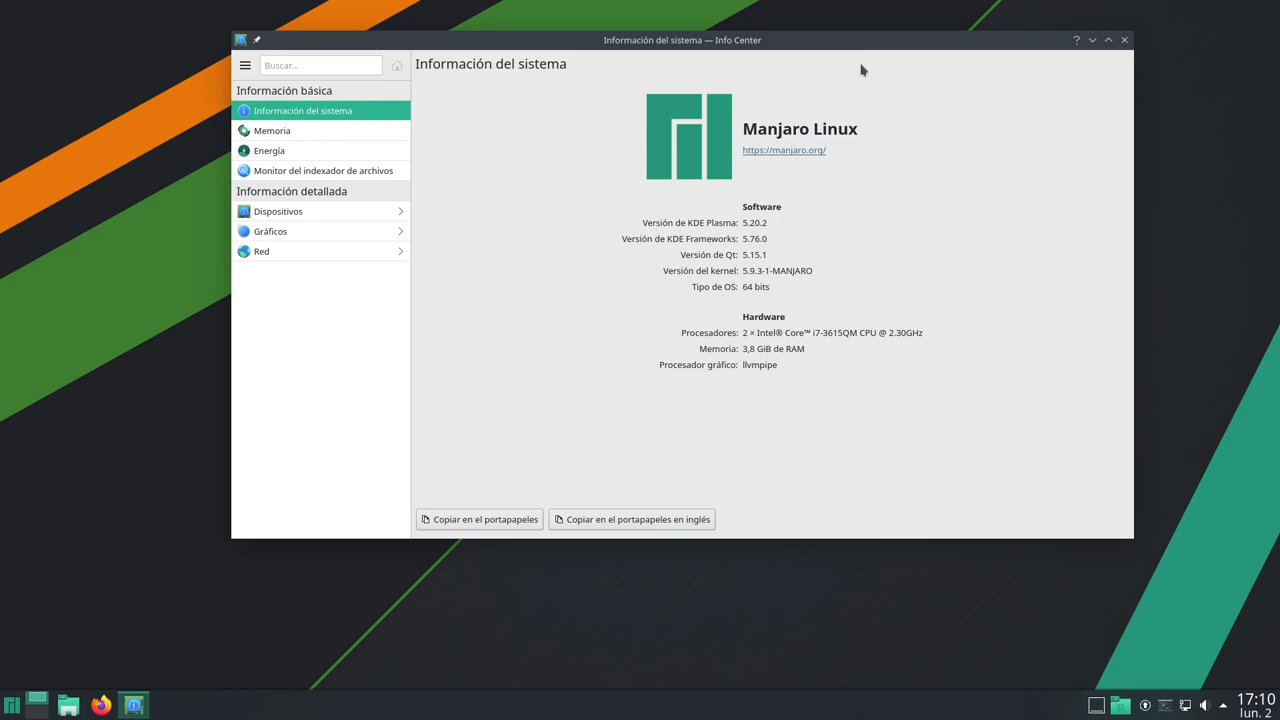 Información del sistema — Info Center
Buscar...
Información básica
Información del sistema
Memoria
Energía
Monitor del indexador de archivos
Información detallada
Dispositivos
Gráficos
Red
Información del sistema
Manjaro Linux
https://manjaro.org/
Software
Versión de KDE Plasma: 5.20.2
Versión de KDE Frameworks: 5.76.0
Versión de Qt: 5.15.1
Versión del kernel: 5.9.3-1-MANJARO
Tipo de OS: 64 bits
Hardware
Procesadores: 2 × Intel® Core™ i7-3615QM CPU @ 2.30GHz
Memoria: 3,8 GiB de RAM
Procesador gráfico: llvmpipe
Copiar en el portapapeles
Copiar en el portapapeles en inglés
17:10
lun. 2